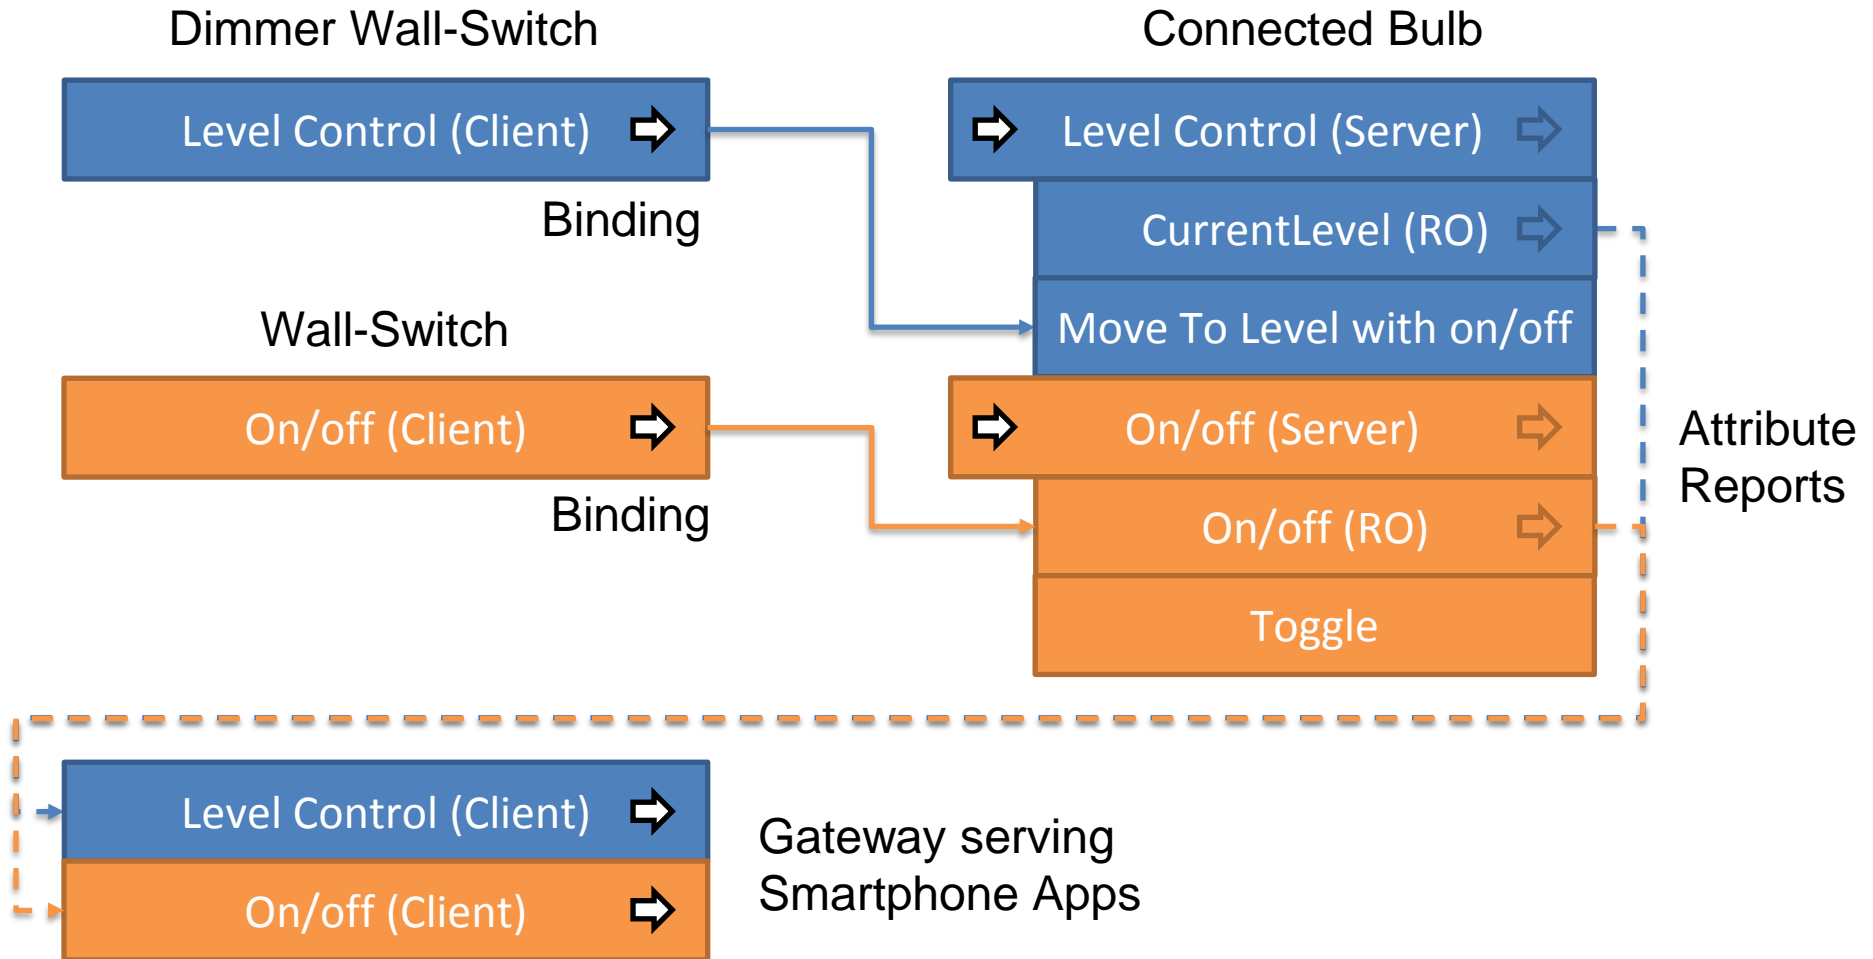 Dimmer Wall-Switch
Connected Bulb
Level Control (Client)
Level Control (Server)
Binding
CurrentLevel (RO)
Wall-Switch
Move To Level with on/off
On/off (Client)
On/off (Server)
Attribute
Reports
Binding
On/off (RO)
Toggle
Level Control (Client)
On/off (Client)
Gateway serving
Smartphone Apps